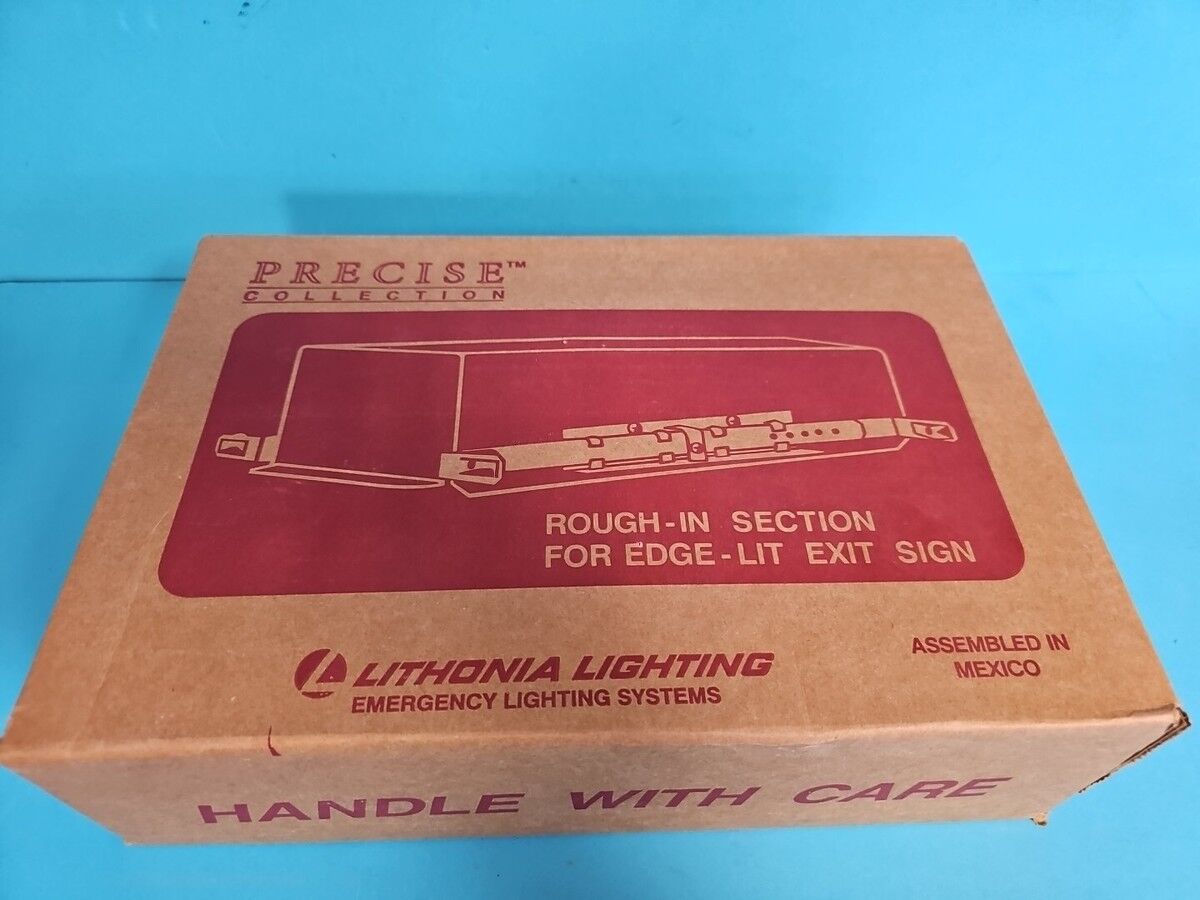 PRECISE™
COLLECTION
ROUGH-IN SECTION
FOR EDGE-LIT EXIT SIGN
LITHONIA LIGHTING
EMERGENCY LIGHTING SYSTEMS
ASSEMBLED IN
MEXICO
HANDLE WITH CARE